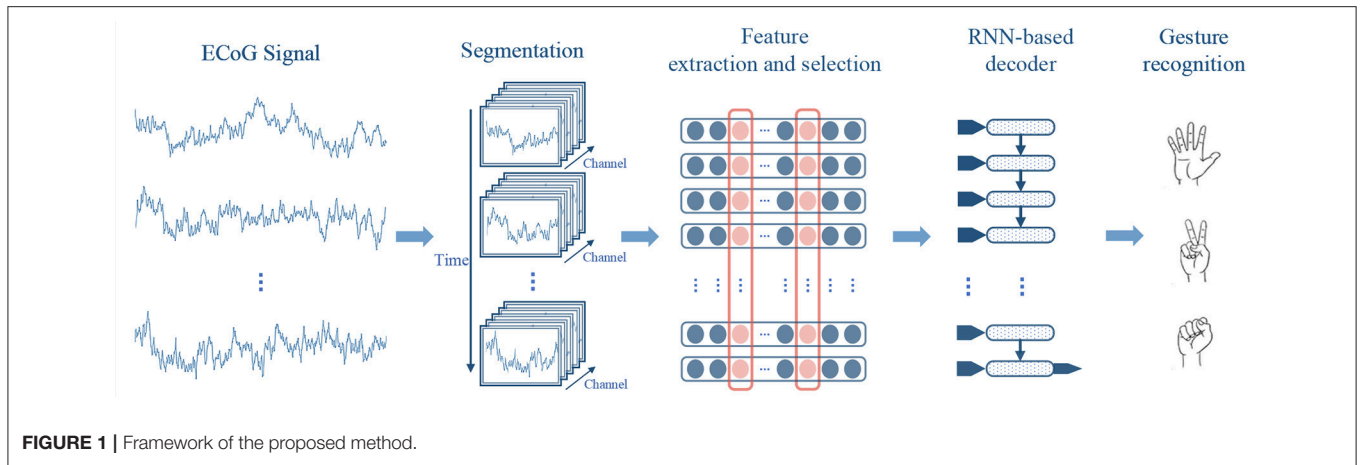 ECoG Signal
Segmentation
Feature
extraction and selection
RNN-based
decoder
Gesture
recognition
Channel
Channel
Time
Channel
FIGURE 1 | Framework of the proposed method.